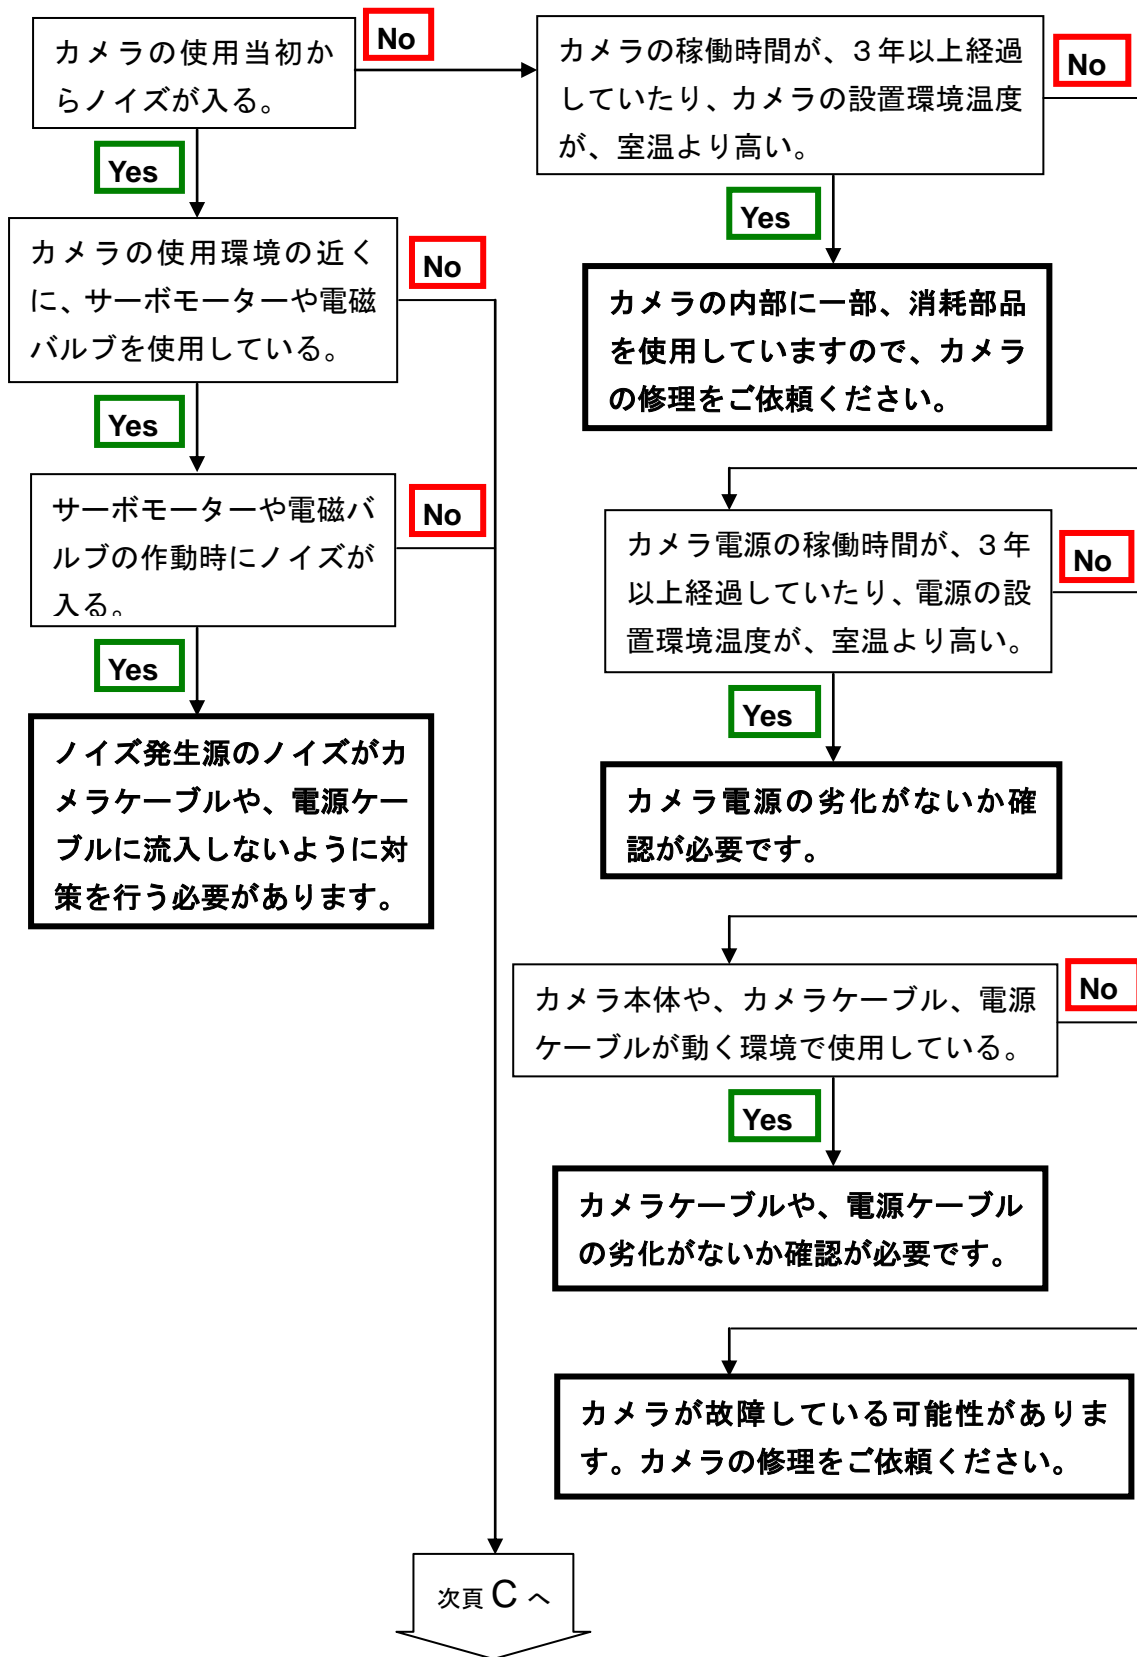 カメラの使用当初か
らノイズが入る。
No
Yes
カメラの使用環境の近く
に、サーボモーターや電磁
バルブを使用している。
No
Yes
サーボモーターや電磁バ
ルブの作動時にノイズが
入る。
No
Yes
ノイズ発生源のノイズがカ
メラケーブルや、電源ケー
ブルに流入しないように対
策を行う必要があります。
カメラの稼働時間が、３年以上経過
していたり、カメラの設置環境温度
が、室温より高い。
No
Yes
カメラの内部に一部、消耗部品
を使用していますので、カメラ
の修理をご依頼ください。
カメラ電源の稼働時間が、３年
以上経過していたり、電源の設
置環境温度が、室温より高い。
No
Yes
カメラ電源の劣化がないか確
認が必要です。
カメラ本体や、カメラケーブル、電源
ケーブルが動く環境で使用している。
No
Yes
カメラケーブルや、電源ケーブル
の劣化がないか確認が必要です。
カメラが故障している可能性がありま
す。カメラの修理をご依頼ください。
次頁 C へ